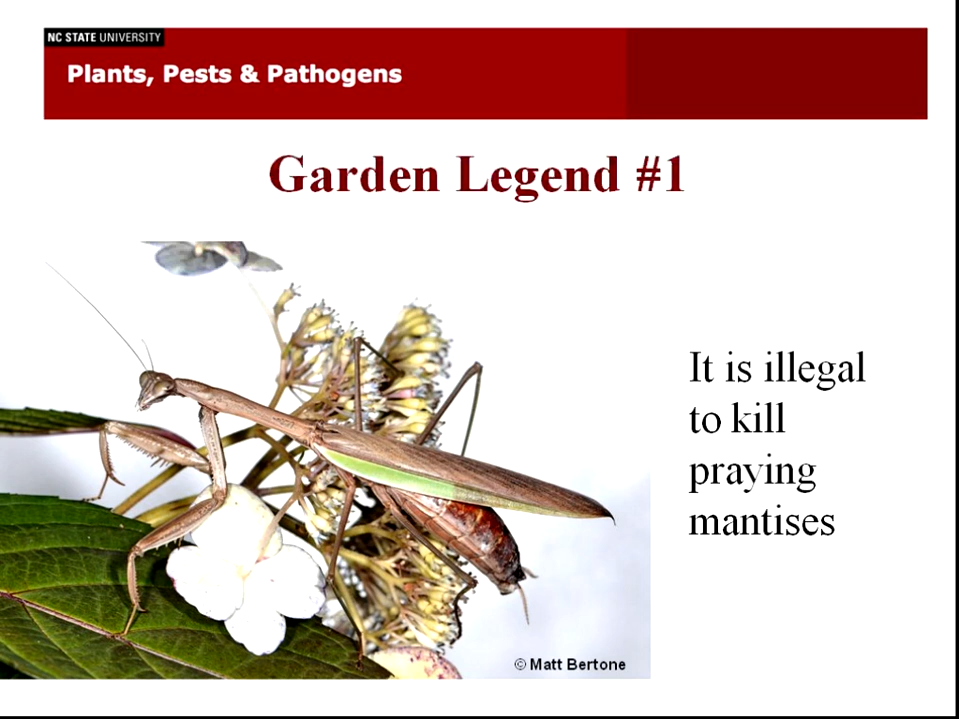 NC STATE UNIVERSITY
Plants, Pests & Pathogens
Garden Legend #1
It is illegal
to kill
praying
mantises
© Matt Bertone